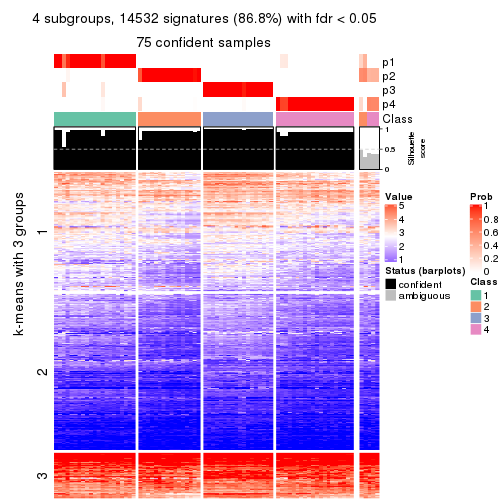 4 subgroups, 14532 signatures (86.8%) with fdr < 0.05
75 confident samples
p1
p2
p3
p4
Class
1
0.5
0
Silhouette
score
k-means with 3 groups
1
2
3
Value
5
4
3
2
1
Status (barplots)
confident
ambiguous
Prob
1
0.8
0.6
0.4
0.2
0
Class
1
2
3
4